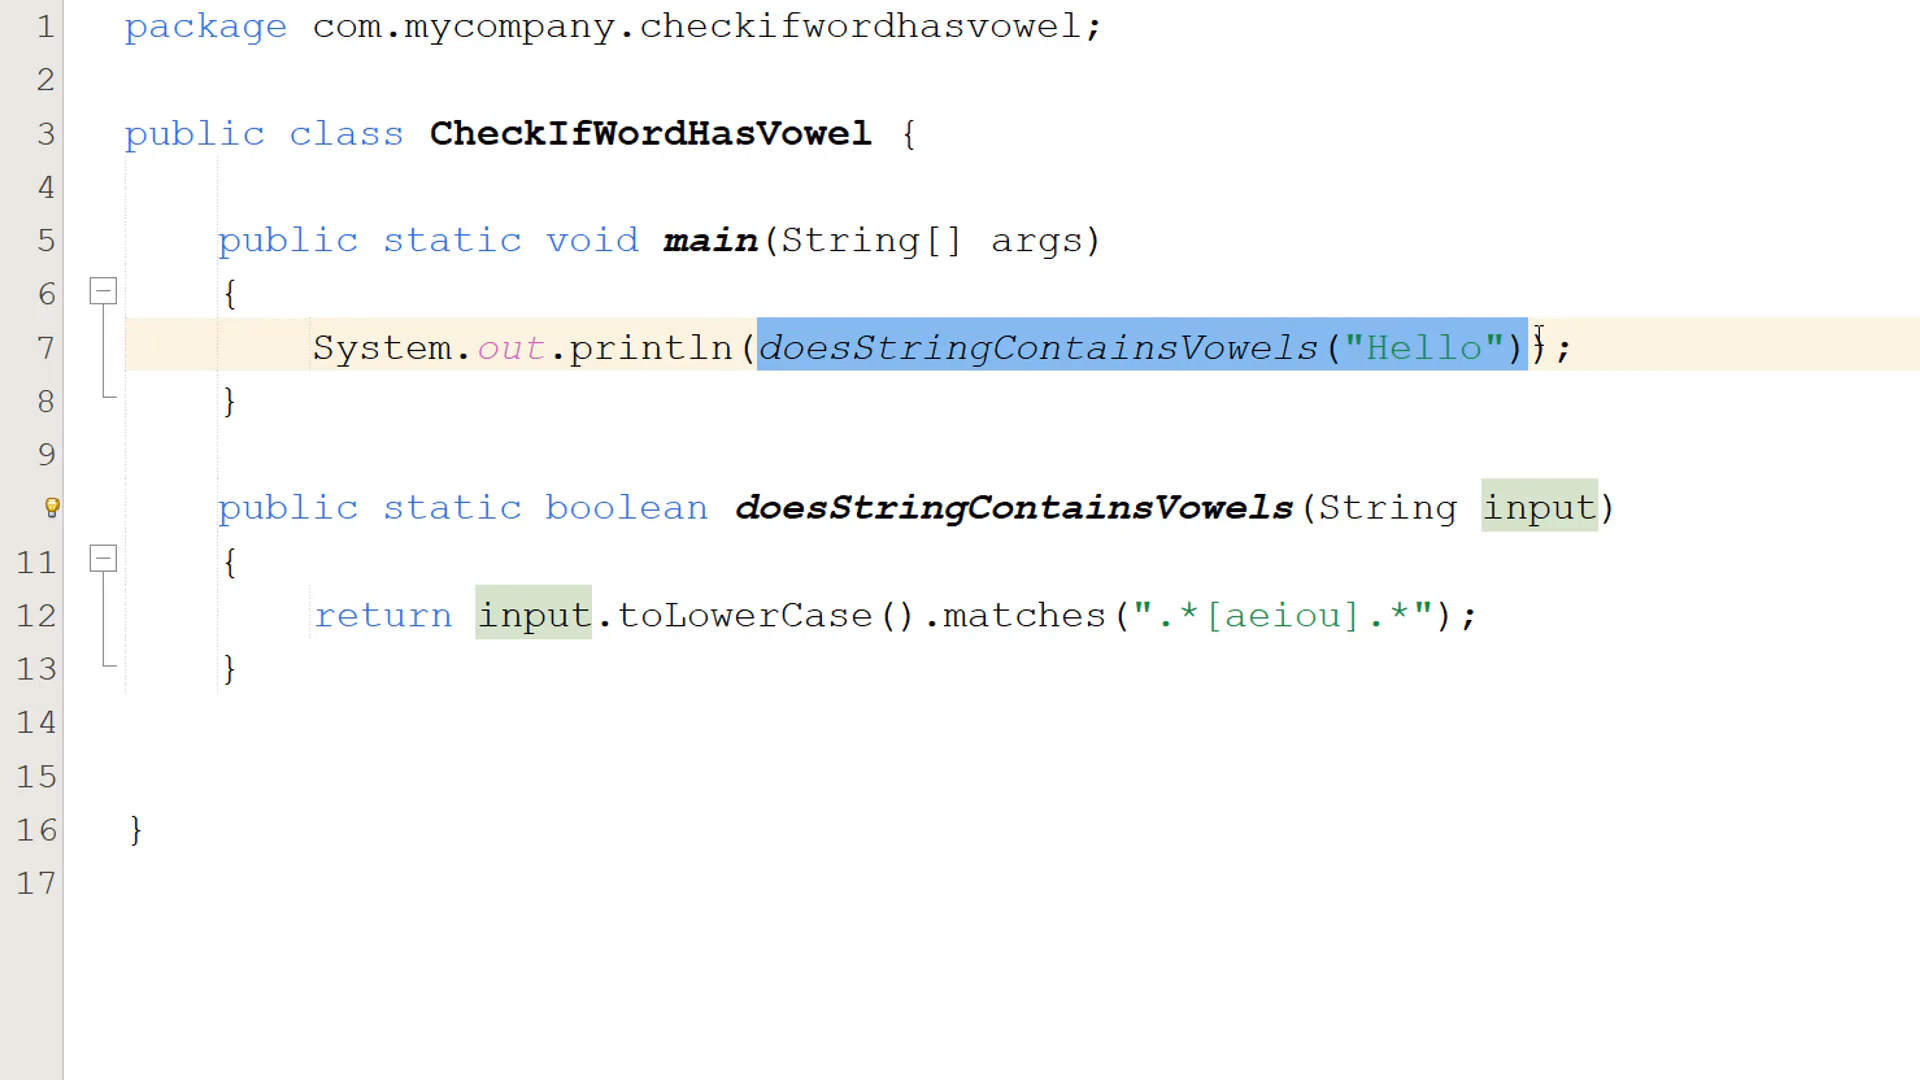 1 package com.mycompany.checkifwordhasvowel;
2
3 public class CheckIfWordHasVowel {
4
5 public static void main(String[] args)
6 {
7 System.out.println(doesStringContainsVowels("Hello"));
8 }
9
public static boolean doesStringContainsVowels(String input)
11 {
12 return input.toLowerCase().matches(".*[aeiou].*");
13 }
14
15
16 }
17